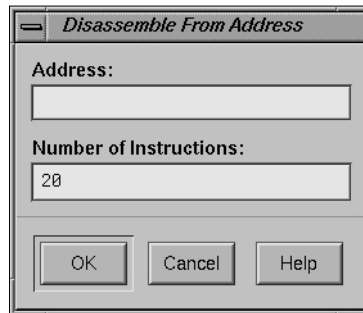 Disassemble From Address
Address:
Number of Instructions:
20
OK Cancel Help